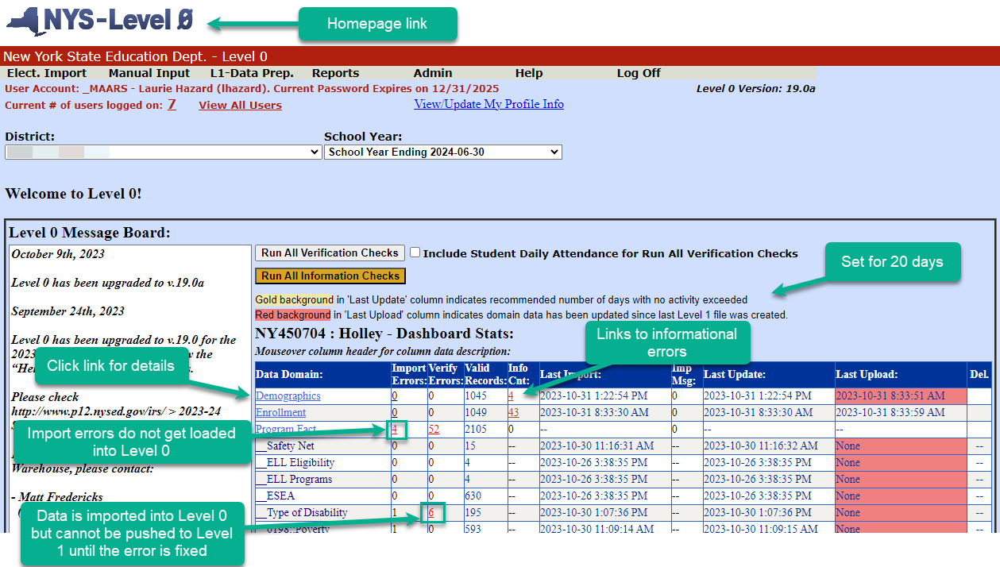 NYS-Level 0
Homepage link
New York State Education Dept. - Level 0
Elect. Import Manual Input L1-Data Prep. Reports Admin Help Log Off
User Account: _MAARS - Laurie Hazard (lhazard). Current Password Expires on 12/31/2025 Level 0 Version: 19.0a
Current # of users logged on: 7 View All Users View/Update My Profile Info
District: School Year:
School Year Ending 2024-06-30
Welcome to Level 0!
Level 0 Message Board:
October 9th, 2023
Level 0 has been upgraded to v.19.0a
September 24th, 2023
Level 0 has been upgraded to v.19.0 for the
Click link for details
Please check
http://www.p12.nysed.gov/irs/ > 2023-24
Import errors do not get loaded
into Level 0
Warehouse, please contact:
- Matt Fredericks
Data is imported into Level 0
but cannot be pushed to Level
1 until the error is fixed
Run All Verification Checks Include Student Daily Attendance for Run All Verification Checks
Run All Information Checks
Set for 20 days
Gold background in 'Last Update' column indicates recommended number of days with no activity exceeded
Red background in 'Last Upload' column indicates domain data has been updated since last Level 1 file was created.
NY450704 : Holley - Dashboard Stats:
Mouseover column header for column data description:
Links to informational
errors
Data Domain: Import Errors: Verify Errors: Valid Records: Info Cnt: Last Import: Imp Msg: Last Update: Last Upload: Del.
Demographics 0 0 1045 4 2023-10-31 1:22:54 PM 0 2023-10-31 1:22:54 PM 2023-10-31 8:33:51 AM
Enrollment 0 0 1049 43 2023-10-31 8:33:30 AM 0 2023-10-31 8:33:30 AM 2023-10-31 8:33:59 AM
Program Fact 4 52 2105 0 -- 0 -- --
__Safety Net 0 0 15 -- 2023-10-30 11:16:31 AM -- 2023-10-30 11:16:32 AM None --
__ELL Eligibility 0 0 4 -- 2023-10-26 3:38:35 PM -- 2023-10-26 3:38:35 PM None --
__ELL Programs 0 0 4 -- 2023-10-26 3:38:35 PM -- 2023-10-26 3:38:35 PM None --
__ESEA 0 0 630 -- 2023-10-26 3:38:35 PM -- 2023-10-26 3:38:35 PM None --
__Type of Disability 1 6 195 -- 2023-10-30 1:07:36 PM -- 2023-10-30 1:07:36 PM None --
__0198::Poverty 1 0 593 -- 2023-10-30 11:09:14 AM -- 2023-10-30 11:09:15 AM None --